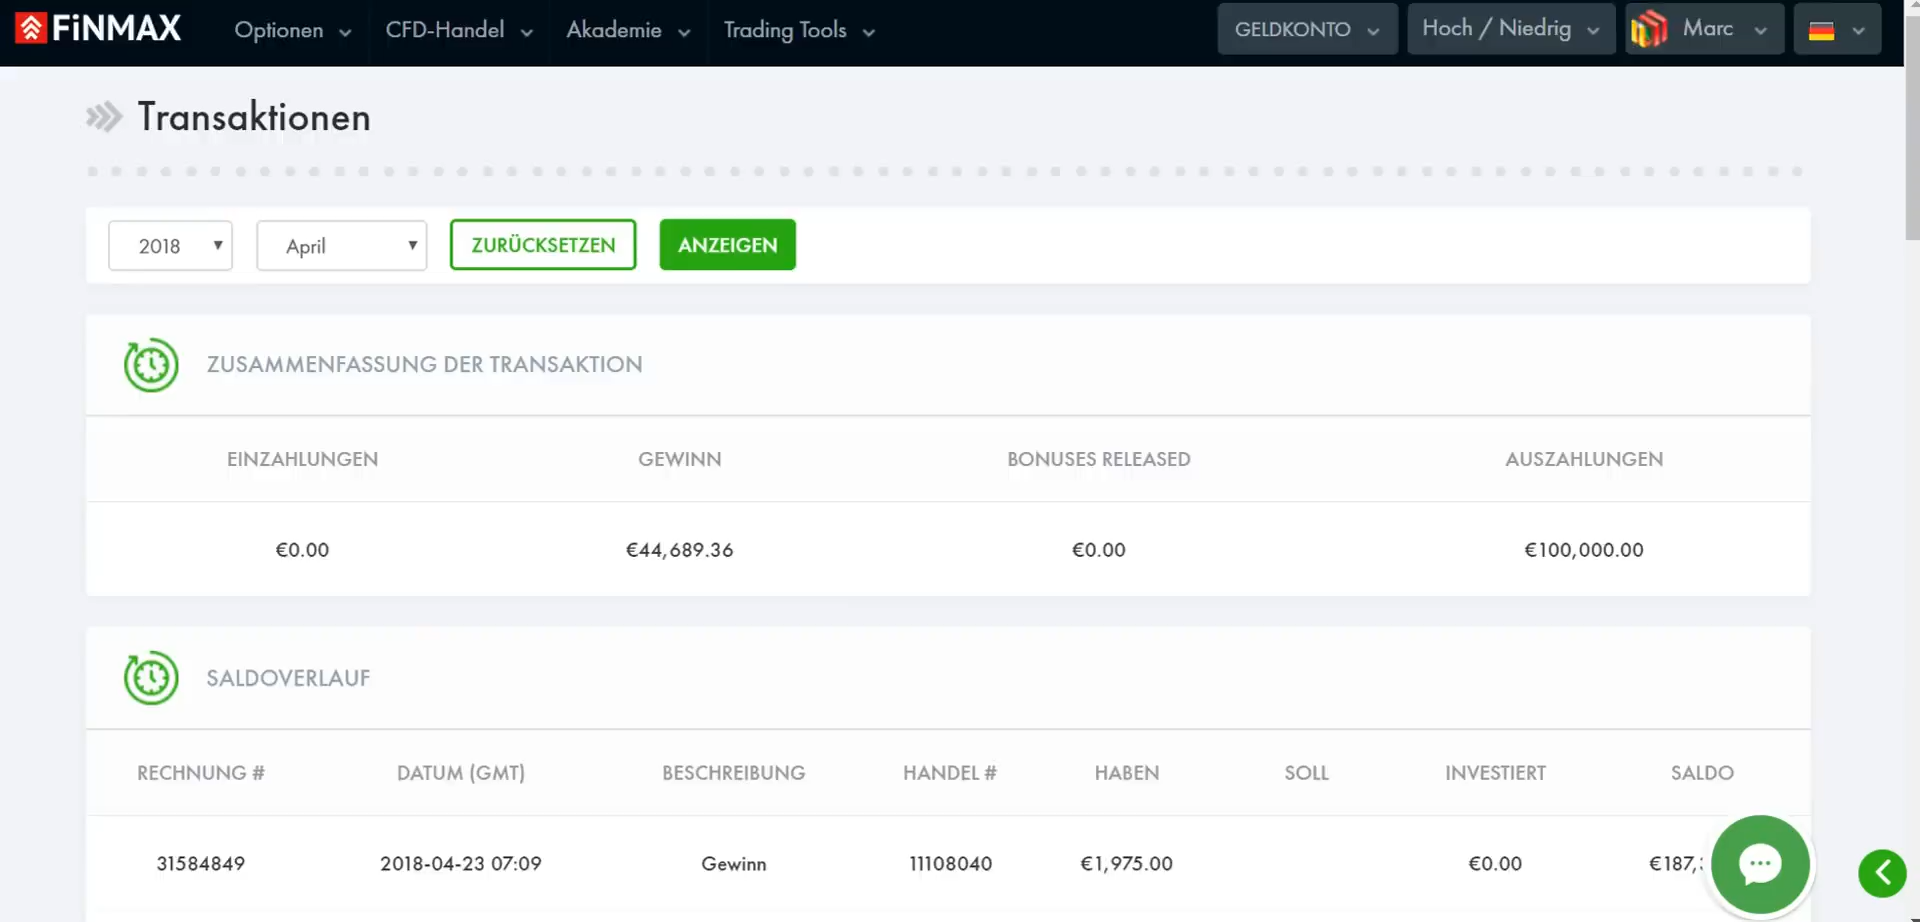 FiNMAX Optionen CFD-Handel Akademie Trading Tools GELDKONTO Hoch / Niedrig Marc
Transaktionen
2018 April ZURÜCKSETZEN ANZEIGEN
ZUSAMMENFASSUNG DER TRANSAKTION
EINZAHLUNGEN GEWINN BONUSES RELEASED AUSZAHLUNGEN
€0.00 €44,689.36 €0.00 €100,000.00
SALDOVERLAUF
RECHNUNG # DATUM (GMT) BESCHREIBUNG HANDEL # HABEN SOLL INVESTIERT SALDO
31584849 2018-04-23 07:09 Gewinn 11108040 €1,975.00 €0.00 €187,